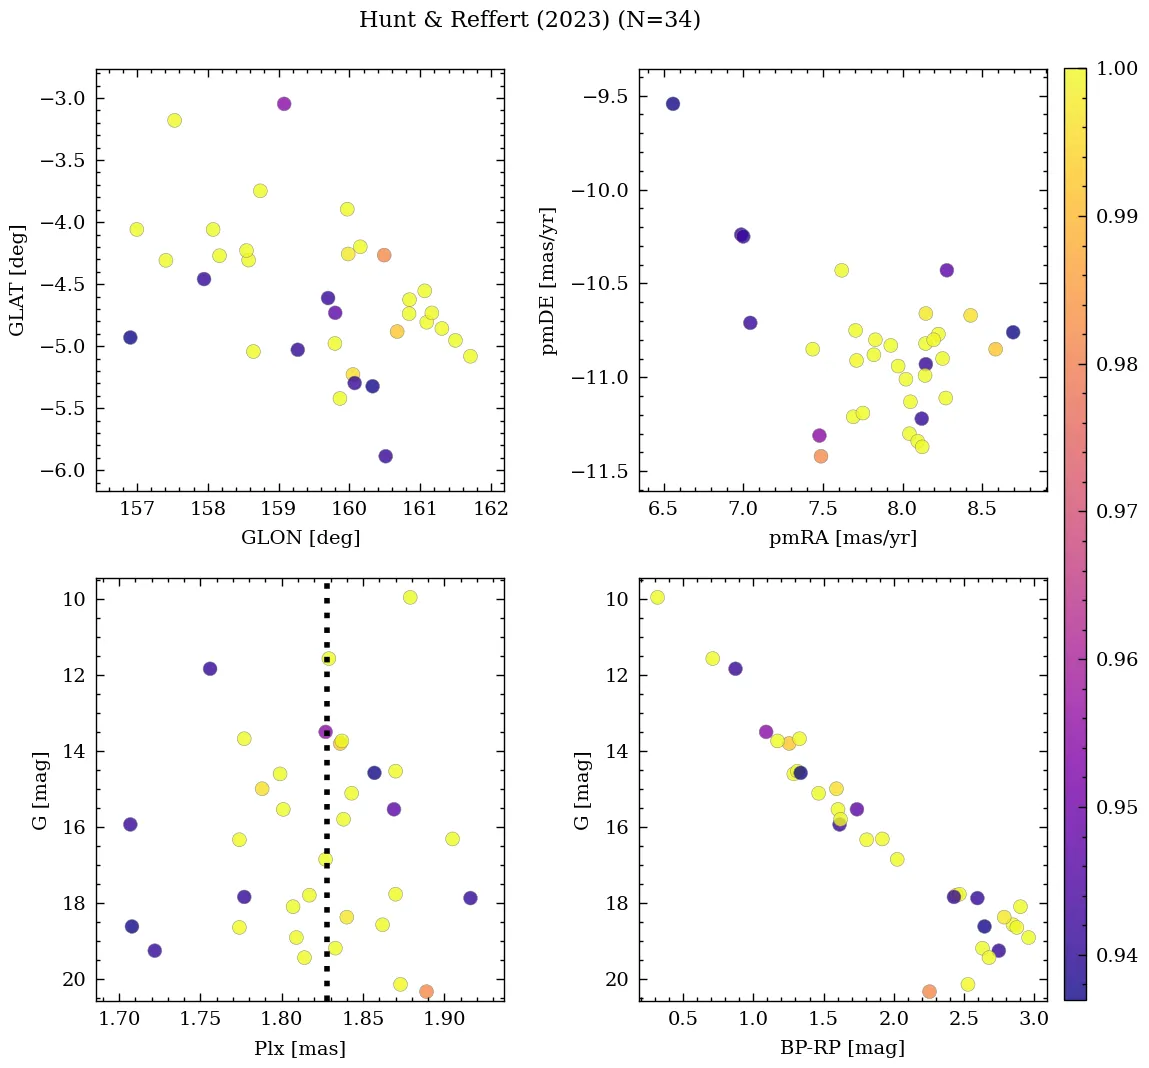 Hunt & Reffert (2023) (N=34)
−3.0
−3.5
−4.0
−4.5
−5.0
−5.5
−6.0
GLAT [deg]
157 158 159 160 161 162
GLON [deg]
−9.5
−10.0
−10.5
−11.0
−11.5
pmDE [mas/yr]
6.5 7.0 7.5 8.0 8.5
pmRA [mas/yr]
10
12
14
16
18
20
G [mag]
1.70 1.75 1.80 1.85 1.90
Plx [mas]
10
12
14
16
18
20
G [mag]
0.5 1.0 1.5 2.0 2.5 3.0
BP-RP [mag]
1.00
0.99
0.98
0.97
0.96
0.95
0.94